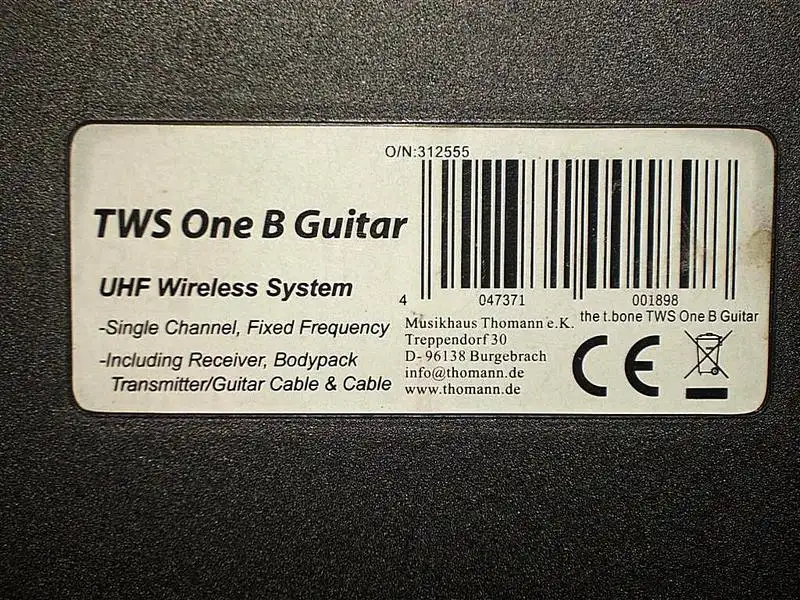 O/N:312555
TWS One B Guitar
UHF Wireless System
-Single Channel, Fixed Frequency
-Including Receiver, Bodypack
Transmitter/Guitar Cable & Cable
4 047371 001898
the t.bone TWS One B Guitar
Musikhaus Thomann e.K.
Treppendorf 30
D- 96138 Burgebrach
info@thomann.de
www.thomann.de
CE